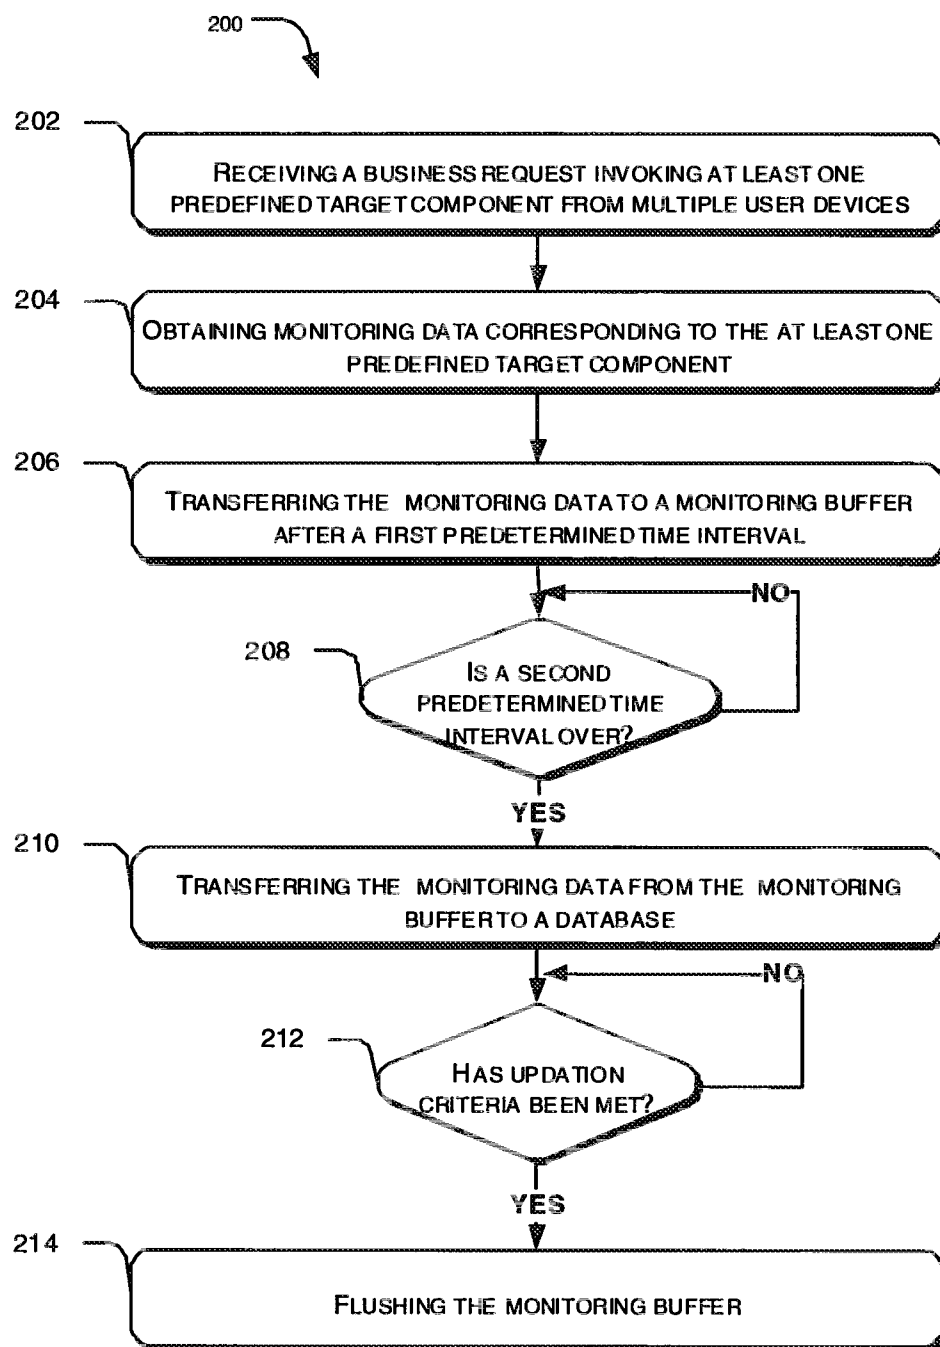 200
202
RECEIVING A BUSINESS REQUEST INVOKING AT LEAST ONE
PREDEFINED TARGET COMPONENT FROM MULTIPLE USER DEVICES
204
OBTAINING MONITORING DATA CORRESPONDING TO THE AT LEAST ONE
PREDEFINED TARGET COMPONENT
206
TRANSFERRING THE MONITORING DATA TO A MONITORING BUFFER
AFTER A FIRST PREDETERMINED TIME INTERVAL
NO
208
IS A SECOND
PREDETERMINED TIME
INTERVAL OVER?
YES
210
TRANSFERRING THE MONITORING DATA FROM THE MONITORING
BUFFER TO A DATABASE
NO
212
HAS UPDATION
CRITERIA BEEN MET?
YES
214
FLUSHING THE MONITORING BUFFER